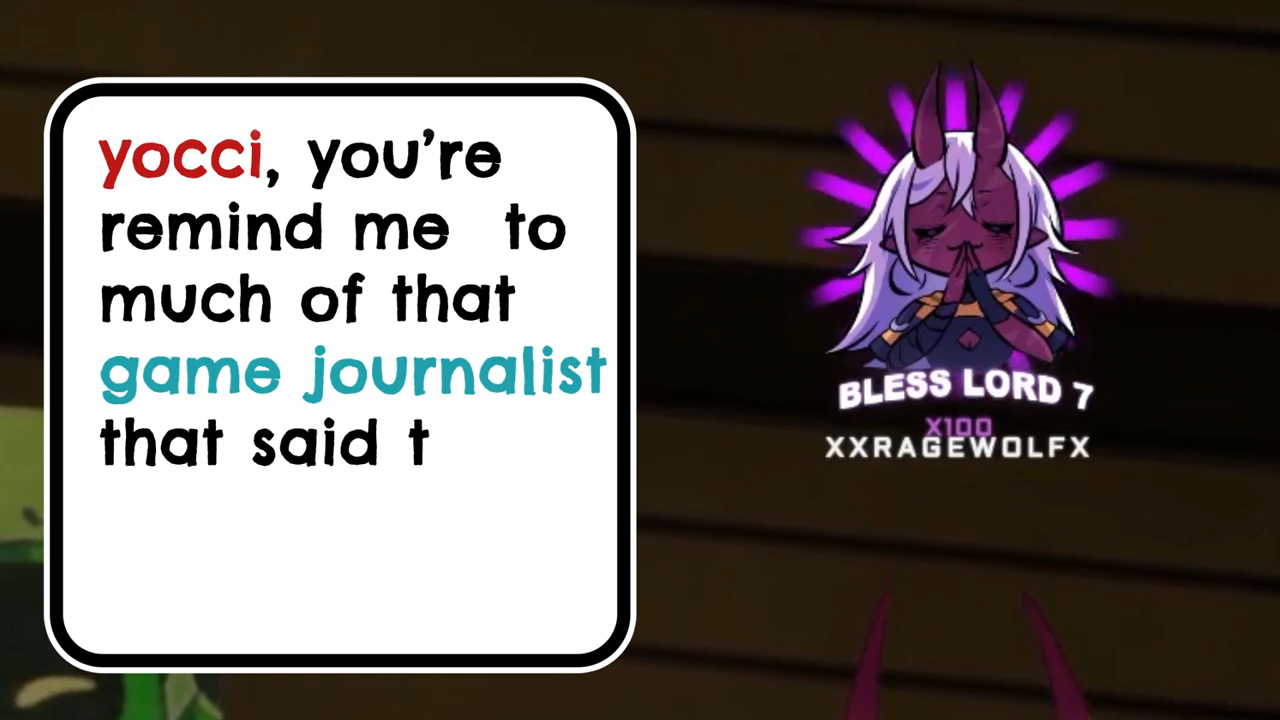 yocci, you’re
remind me  to
much of that
game journalist
that said t
BLESS LORD 7
X100
XXRAGEWOLFX